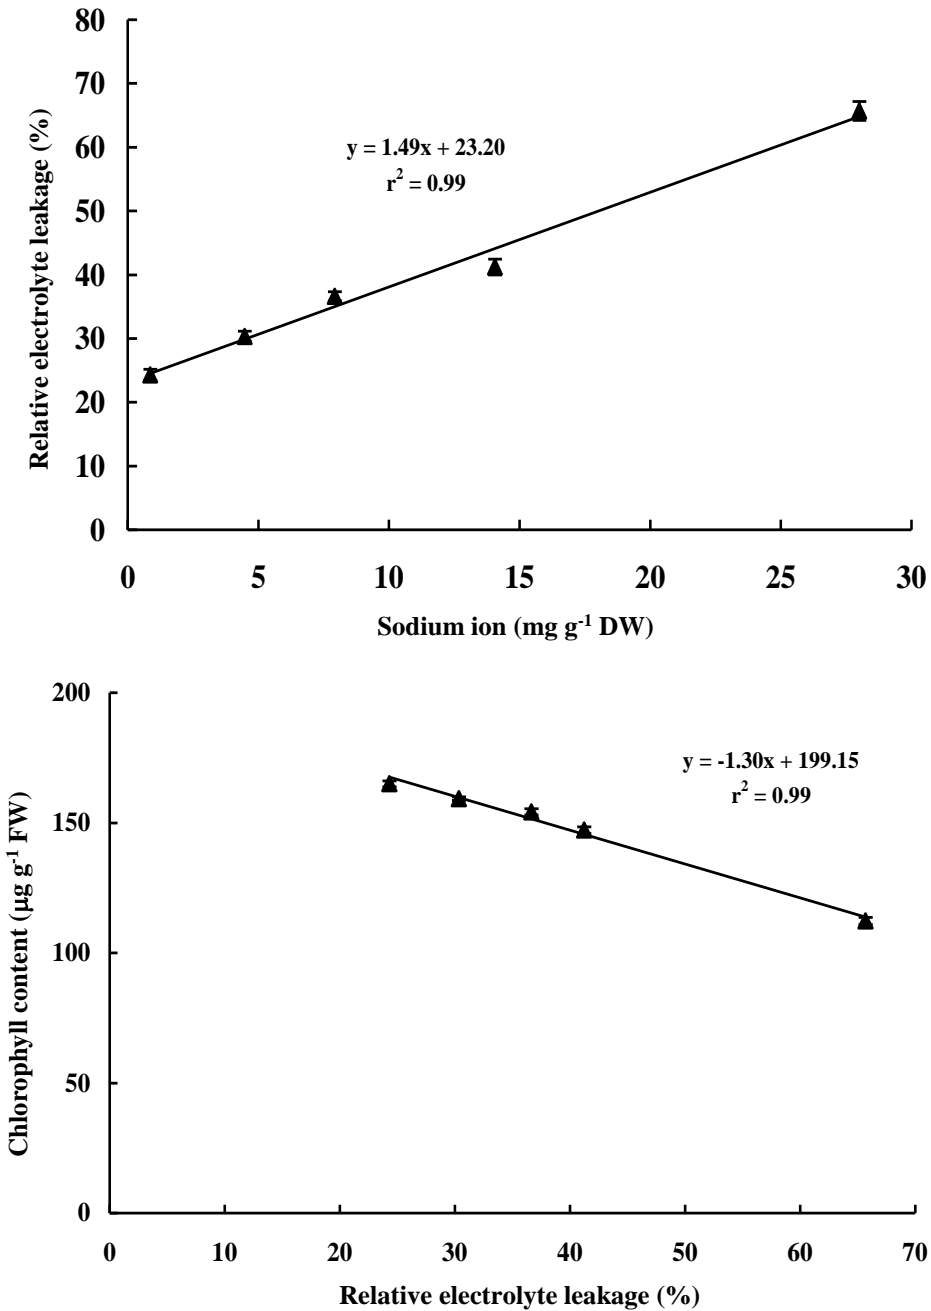 80
70
60
50
40
30
20
10
0
Relative electrolyte leakage (%)
y = 1.49x + 23.20
r² = 0.99
0 5 10 15 20 25 30
Sodium ion (mg g⁻¹ DW)
200
150
100
50
0
Chlorophyll content (µg g⁻¹ FW)
y = -1.30x + 199.15
r² = 0.99
0 10 20 30 40 50 60 70
Relative electrolyte leakage (%)